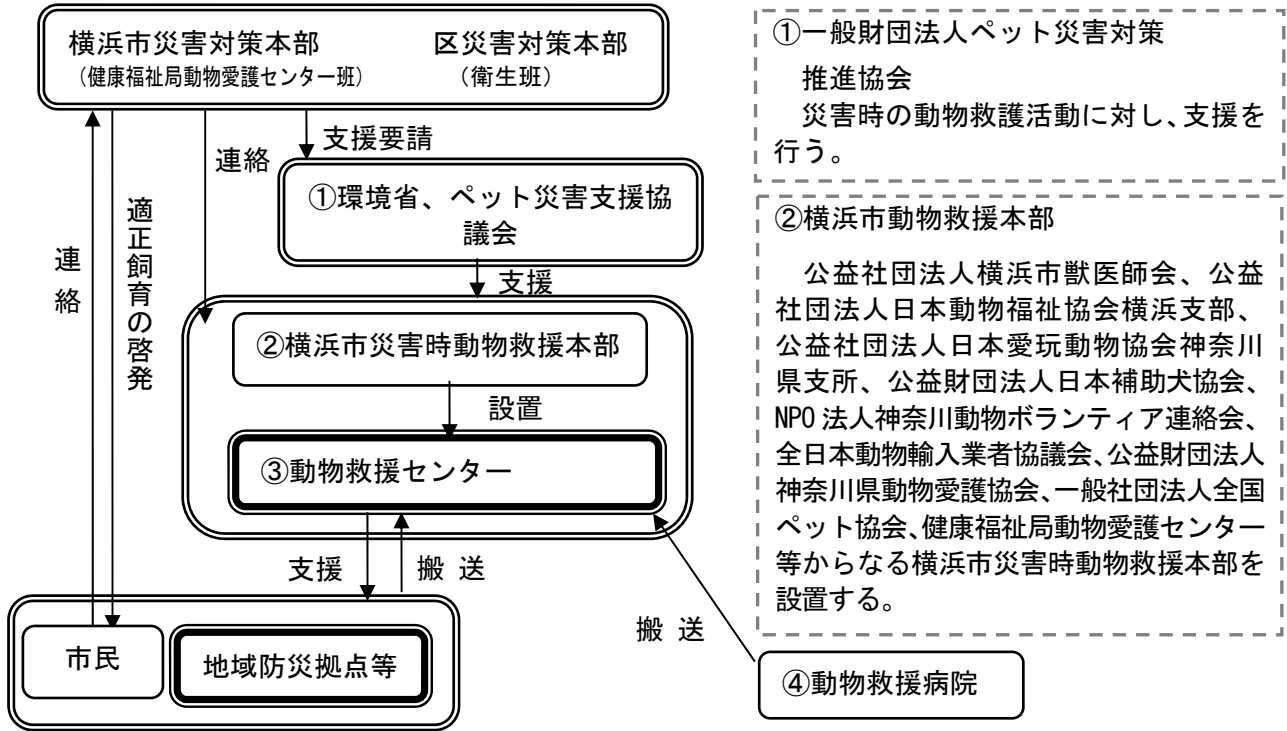 横浜市災害対策本部 区災害対策本部
（健康福祉局動物愛護センター班） （衛生班）
支援要請
連絡
①環境省、ペット災害支援協
議会
連絡
適正飼育の啓発
支援
②横浜市災害時動物救援本部
設置
③動物救援センター
支援 搬送
市民
地域防災拠点等
搬送
④動物救援病院
①一般財団法人ペット災害対策
推進協会
災害時の動物救護活動に対し、支援を
行う。
②横浜市動物救援本部
公益社団法人横浜市獣医師会、公益
社団法人日本動物福祉協会横浜支部、
公益社団法人日本愛玩動物協会神奈川
県支所、公益財団法人日本補助犬協会、
NPO 法人神奈川動物ボランティア連絡会、
全日本動物輸入業者協議会、公益財団法人
神奈川県動物愛護協会、一般社団法人全国
ペット協会、健康福祉局動物愛護センター
等からなる横浜市災害時動物救援本部を
設置する。